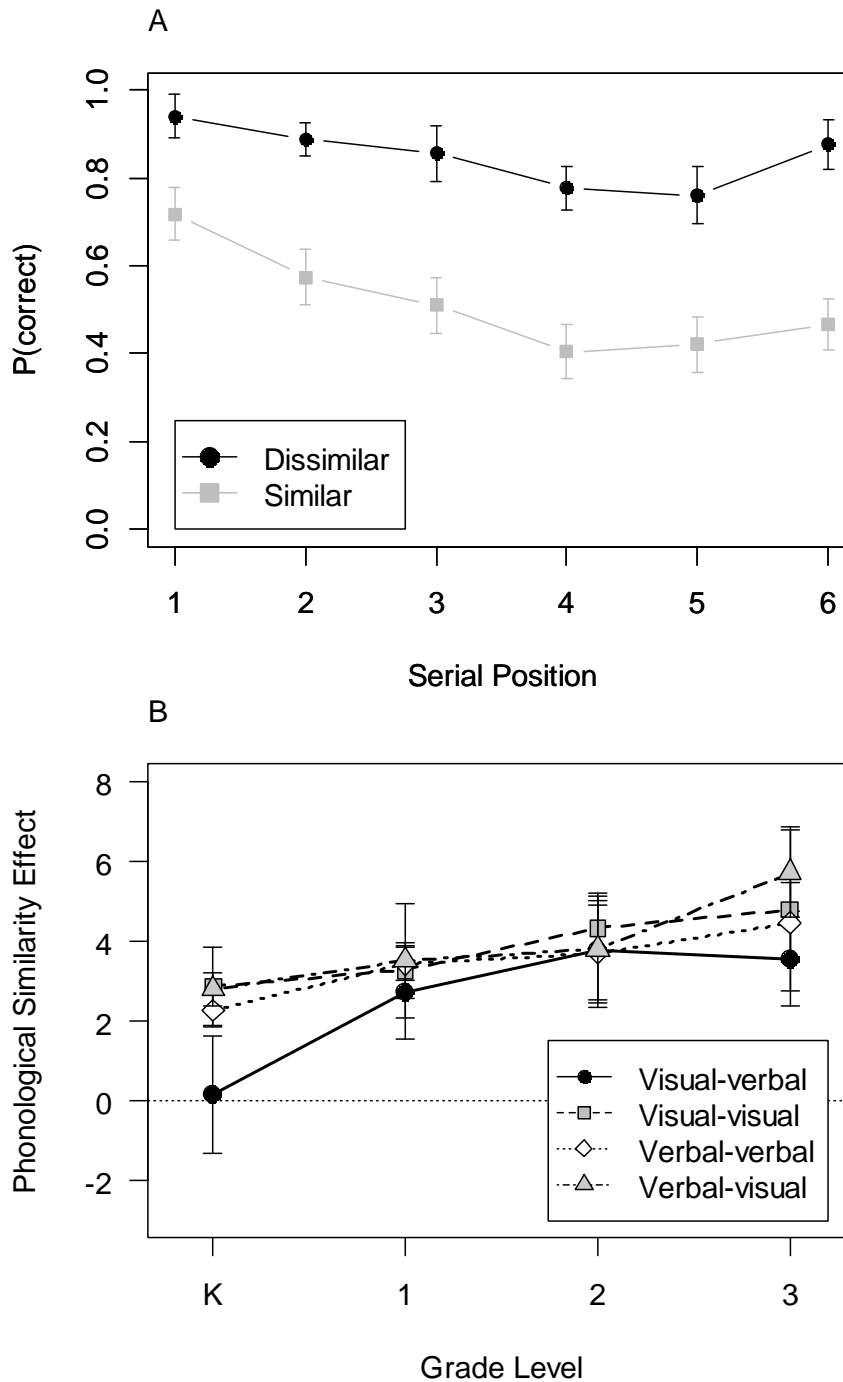 A
P(correct)
1.0
0.8
0.6
0.4
0.2
0.0
Dissimilar
Similar
1 2 3 4 5 6
Serial Position
B
Phonological Similarity Effect
8
6
4
2
0
-2
Visual-verbal
Visual-visual
Verbal-verbal
Verbal-visual
K 1 2 3
Grade Level